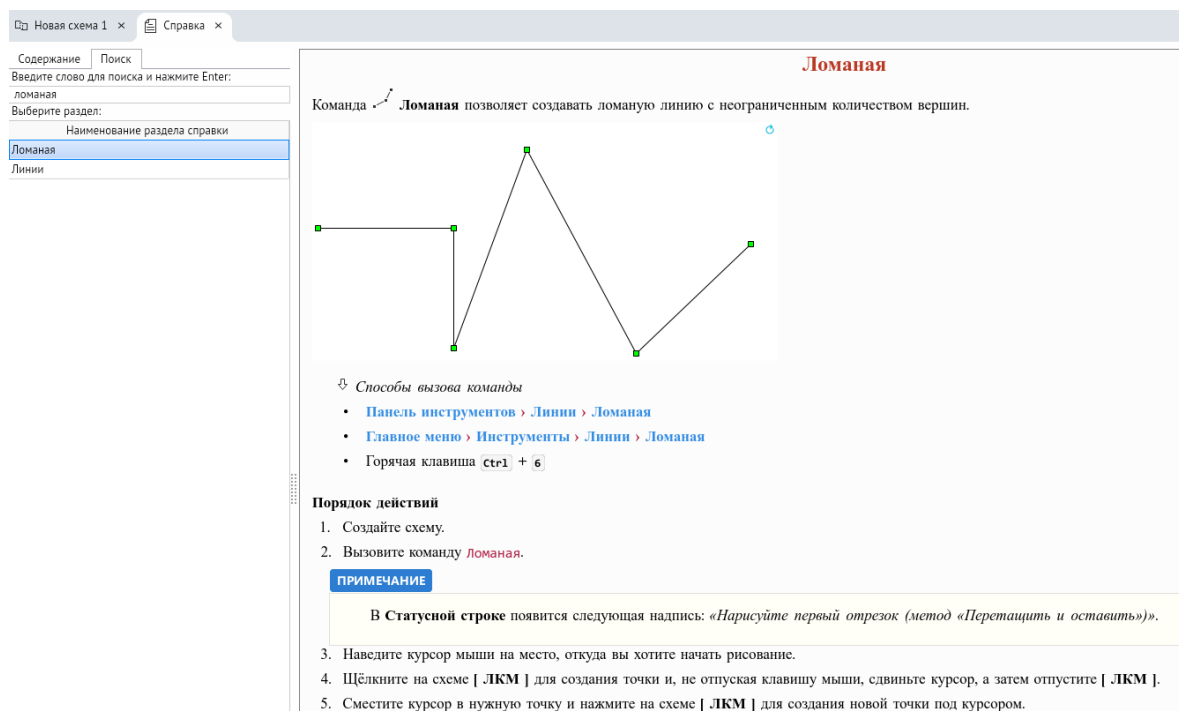 Новая схема 1 × Справка ×
Содержание Поиск
Введите слово для поиска и нажмите Enter:
ломаная
Выберите раздел:
Наименование раздела справки
Ломаная
Линии
Ломаная
Команда Ломаная позволяет создавать ломаную линию с неограниченным количеством вершин.
Способы вызова команды
• Панель инструментов › Линии › Ломаная
• Главное меню › Инструменты › Линии › Ломаная
• Горячая клавиша Ctrl + 6
Порядок действий
1. Создайте схему.
2. Вызовите команду Ломаная.
ПРИМЕЧАНИЕ
В Статусной строке появится следующая надпись: «Нарисуйте первый отрезок (метод «Перетащить и оставить»)».
3. Наведите курсор мыши на место, откуда вы хотите начать рисование.
4. Щёлкните на схеме [ ЛКМ ] для создания точки и, не отпуская клавишу мыши, сдвиньте курсор, а затем отпустите [ ЛКМ ].
5. Сместите курсор в нужную точку и нажмите на схеме [ ЛКМ ] для создания новой точки под курсором.